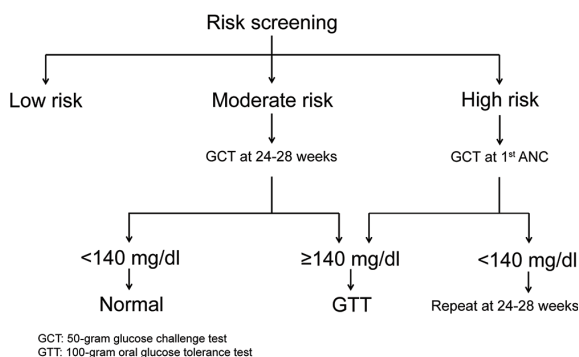 Risk screening
Low risk
Moderate risk
High risk
GCT at 24-28 weeks
GCT at 1st ANC
<140 mg/dl
≥140 mg/dl
<140 mg/dl
Normal
GTT
Repeat at 24-28 weeks
GCT: 50-gram glucose challenge test
GTT: 100-gram oral glucose tolerance test